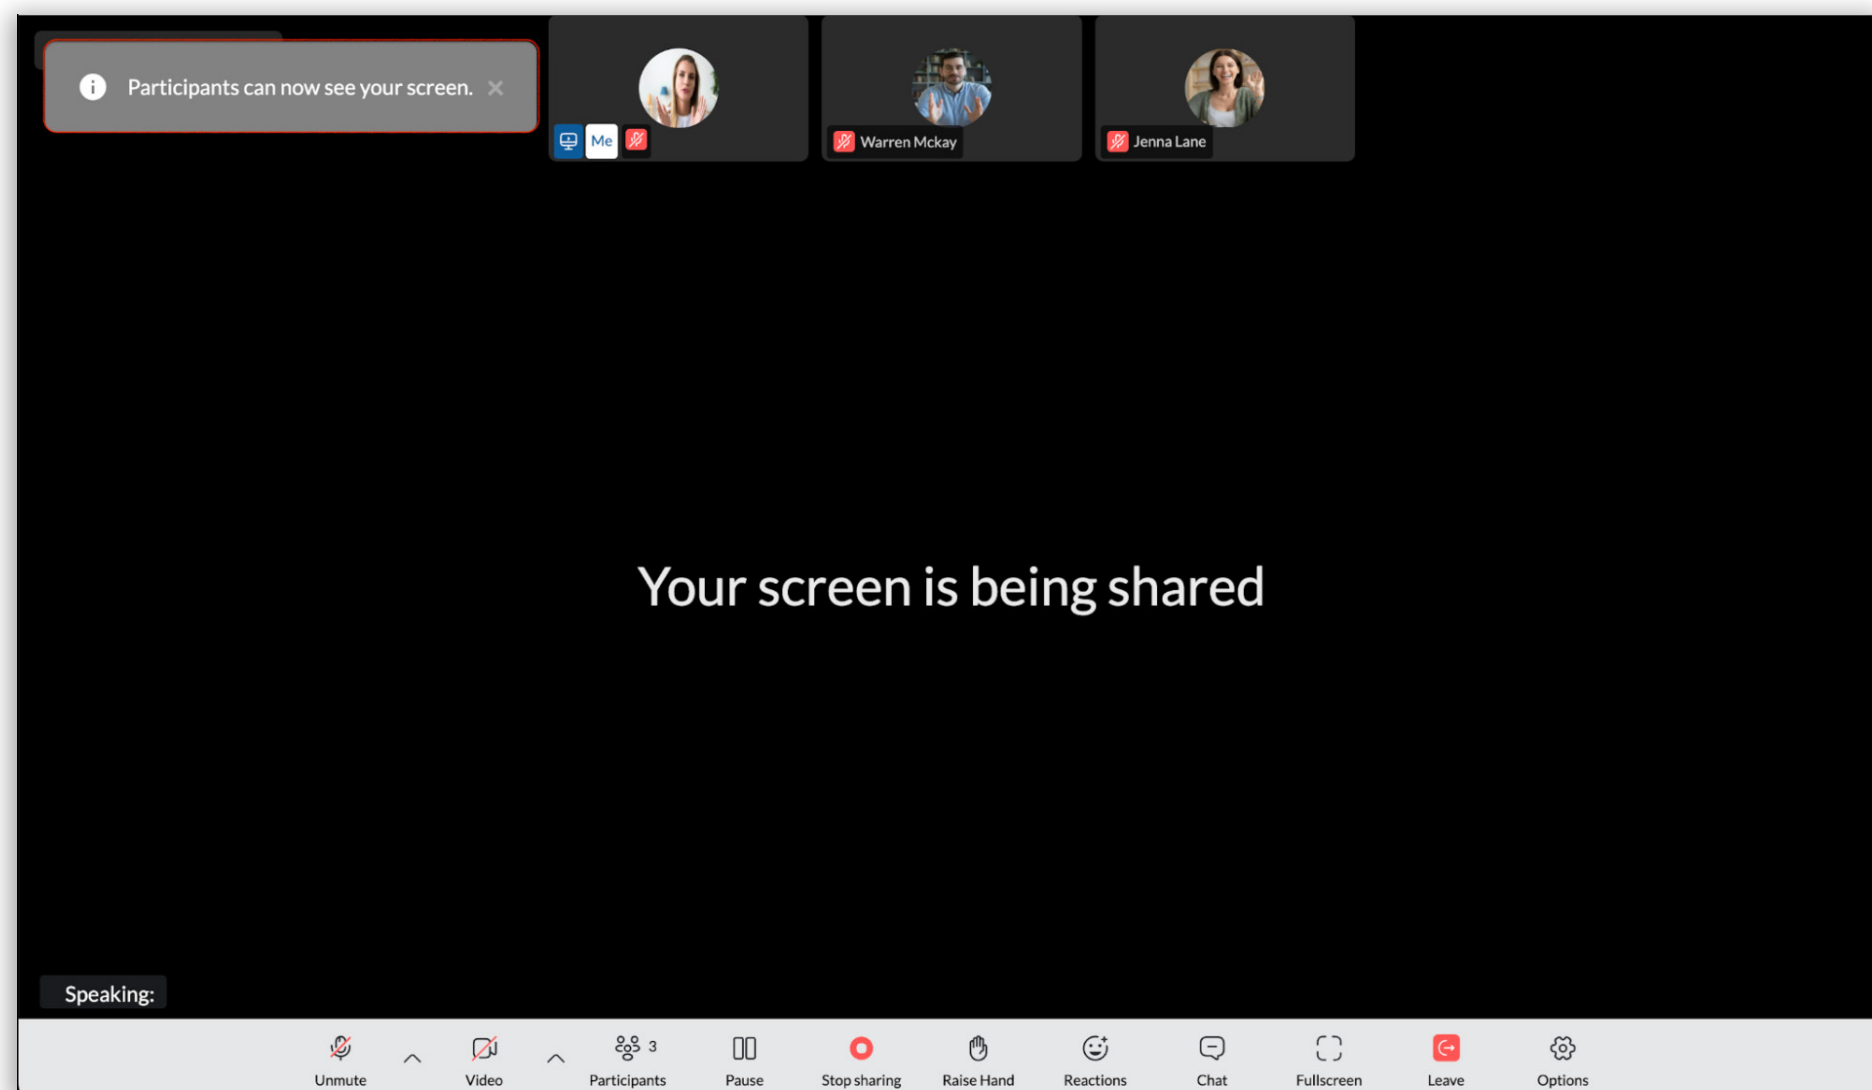 Participants can now see your screen.
Me
Warren Mckay
Jenna Lane
Your screen is being shared
Speaking:
3
Unmute
Video
Participants
Pause
Stop sharing
Raise Hand
Reactions
Chat
Fullscreen
Leave
Options